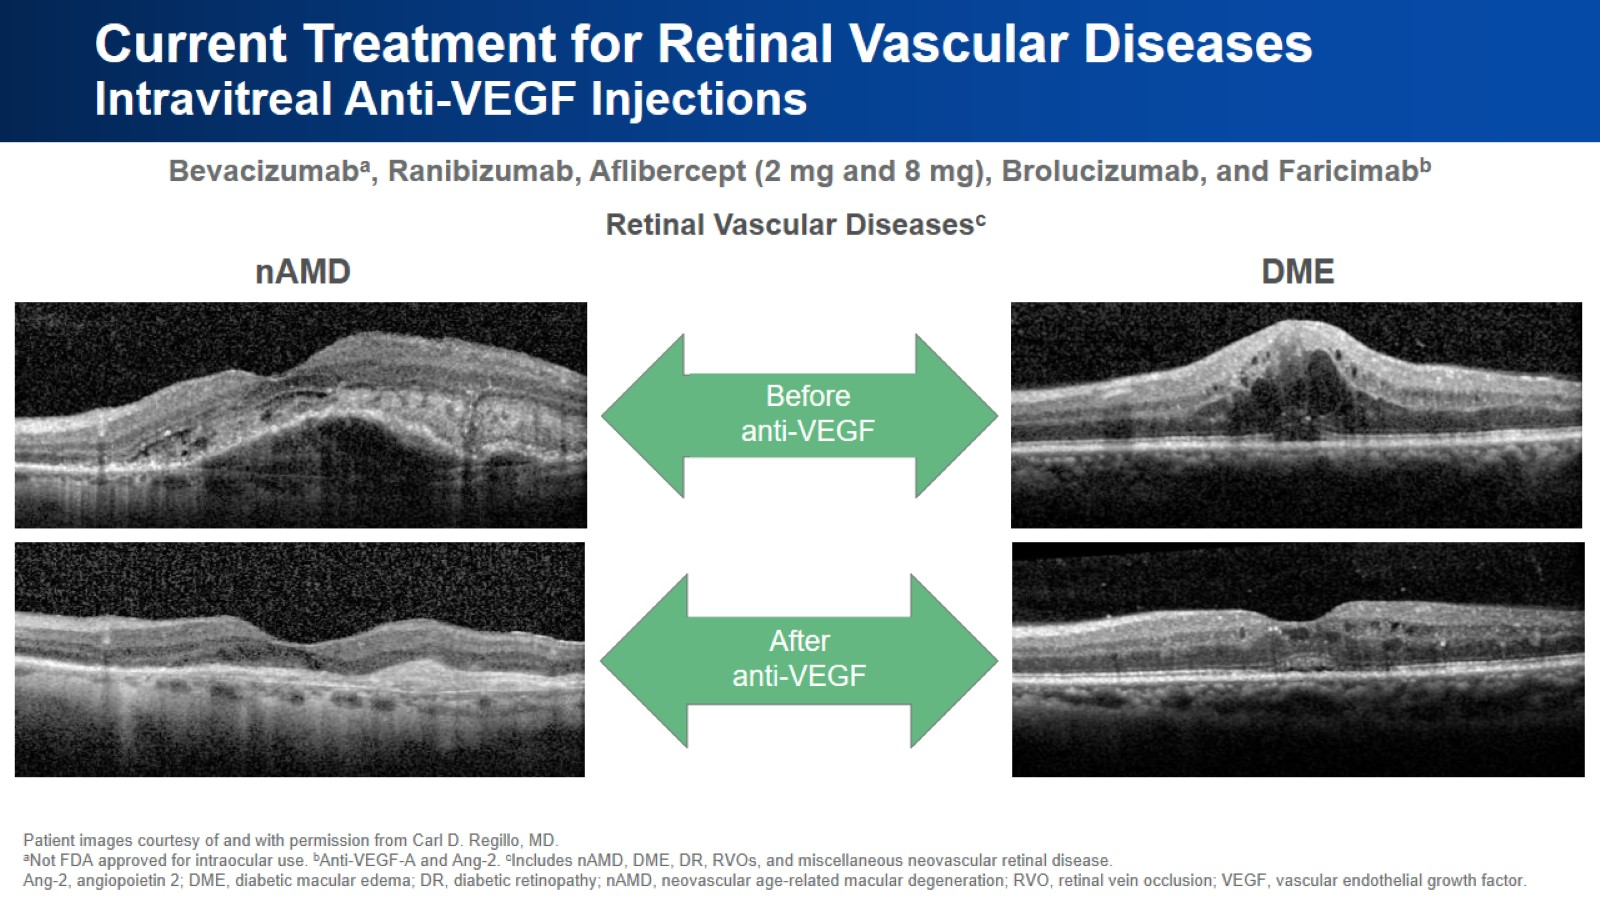 Current Treatment for Retinal Vascular Diseases
Intravitreal Anti-VEGF Injections
Bevacizumabᵃ, Ranibizumab, Aflibercept (2 mg and 8 mg), Brolucizumab, and Faricimabᵇ
Retinal Vascular Diseasesᶜ
nAMD
DME
Before
anti-VEGF
After
anti-VEGF
Patient images courtesy of and with permission from Carl D. Regillo, MD.
ᵃNot FDA approved for intraocular use. ᵇAnti-VEGF-A and Ang-2. ᶜIncludes nAMD, DME, DR, RVOs, and miscellaneous neovascular retinal disease.
Ang-2, angiopoietin 2; DME, diabetic macular edema; DR, diabetic retinopathy; nAMD, neovascular age-related macular degeneration; RVO, retinal vein occlusion; VEGF, vascular endothelial growth factor.